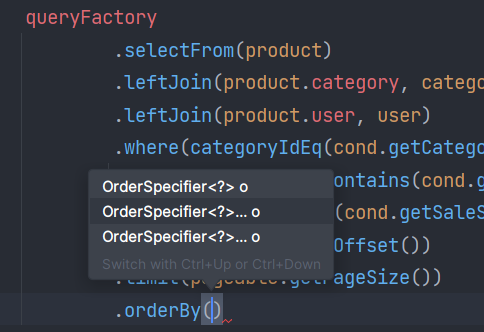 queryFactory
.selectFrom(product)
.leftJoin(product.category, catego
.leftJoin(product.user, user)
.where(categoryIdEq(cond.getCatego
ontains(cond.g
(cond.getSaleS
Offset())
.limit(pageable.getPageSize())
.orderBy()
OrderSpecifier<?> o
OrderSpecifier<?>... o
OrderSpecifier<?>... o
Switch with Ctrl+Up or Ctrl+Down